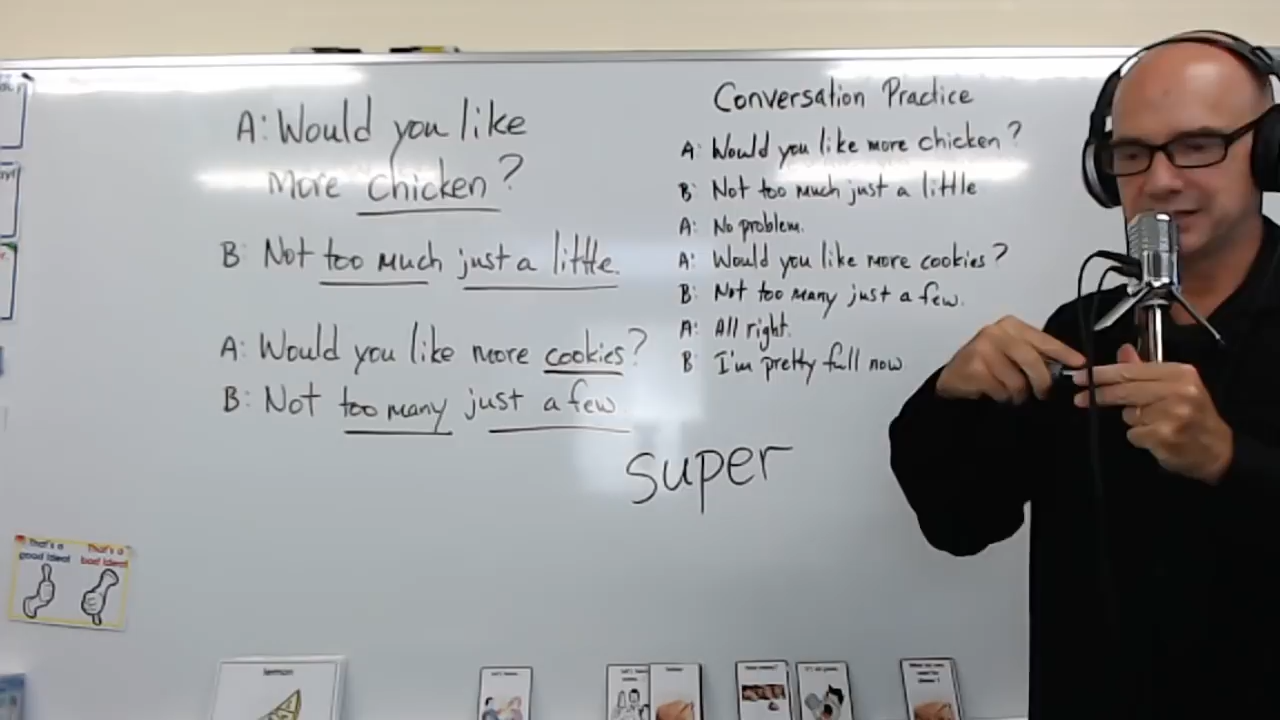 A: Would you like
more chicken?
B: Not too much just a little.
A: Would you like more cookies?
B: Not too many just a few
super
Conversation Practice
A: Would you like more chicken?
B: Not too much just a little
A: No problem.
A: Would you like more cookies?
B: Not too many just a few.
A: All right.
B: I'm pretty full now
That's a
good idea!
That's a
bad idea!
lemon